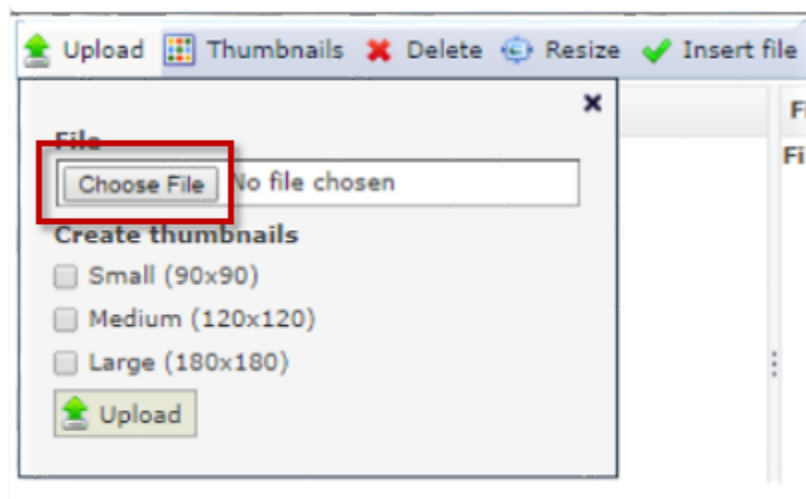 Upload Thumbnails Delete Resize Insert file
File
Choose File No file chosen
Create thumbnails
Small (90x90)
Medium (120x120)
Large (180x180)
Upload